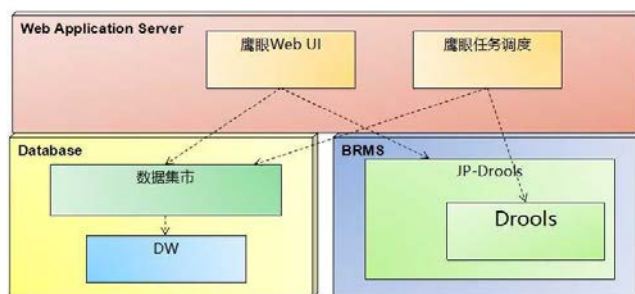 Web Application Server
鹰眼Web UI
鹰眼任务调度
Database
数据集市
DW
BRMS
JP-Drools
Drools